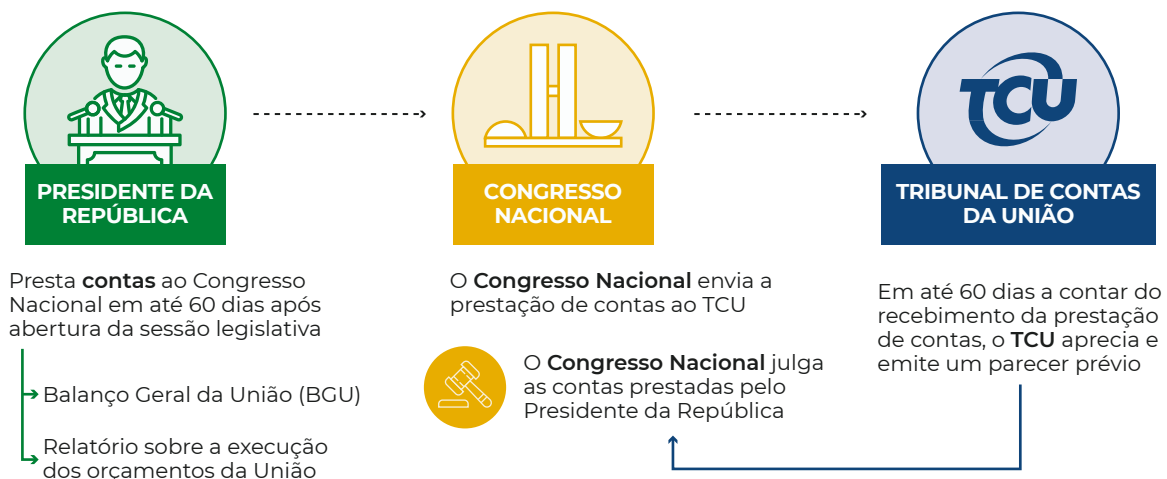 PRESIDENTE DA
REPÚBLICA
Presta contas ao Congresso
Nacional em até 60 dias após
abertura da sessão legislativa
Balanço Geral da União (BGU)
Relatório sobre a execução
dos orçamentos da União
CONGRESSO
NACIONAL
O Congresso Nacional envia a
prestação de contas ao TCU
O Congresso Nacional julga
as contas prestadas pelo
Presidente da República
TCU
TRIBUNAL DE CONTAS
DA UNIÃO
Em até 60 dias a contar do
recebimento da prestação
de contas, o TCU aprecia e
emite um parecer prévio